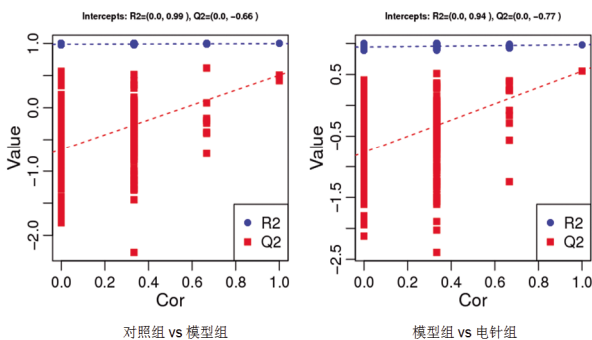 Intercepts: R2=(0.0, 0.99 ), Q2=(0.0, −0.66 )
Value
1.0
0.0
−1.0
−2.0
R2
Q2
0.0 0.2 0.4 0.6 0.8 1.0
Cor
对照组 vs 模型组
Intercepts: R2=(0.0, 0.94 ), Q2=(0.0, −0.77 )
Value
0.5
−0.5
−1.5
−2.5
R2
Q2
0.0 0.2 0.4 0.6 0.8 1.0
Cor
模型组 vs 电针组